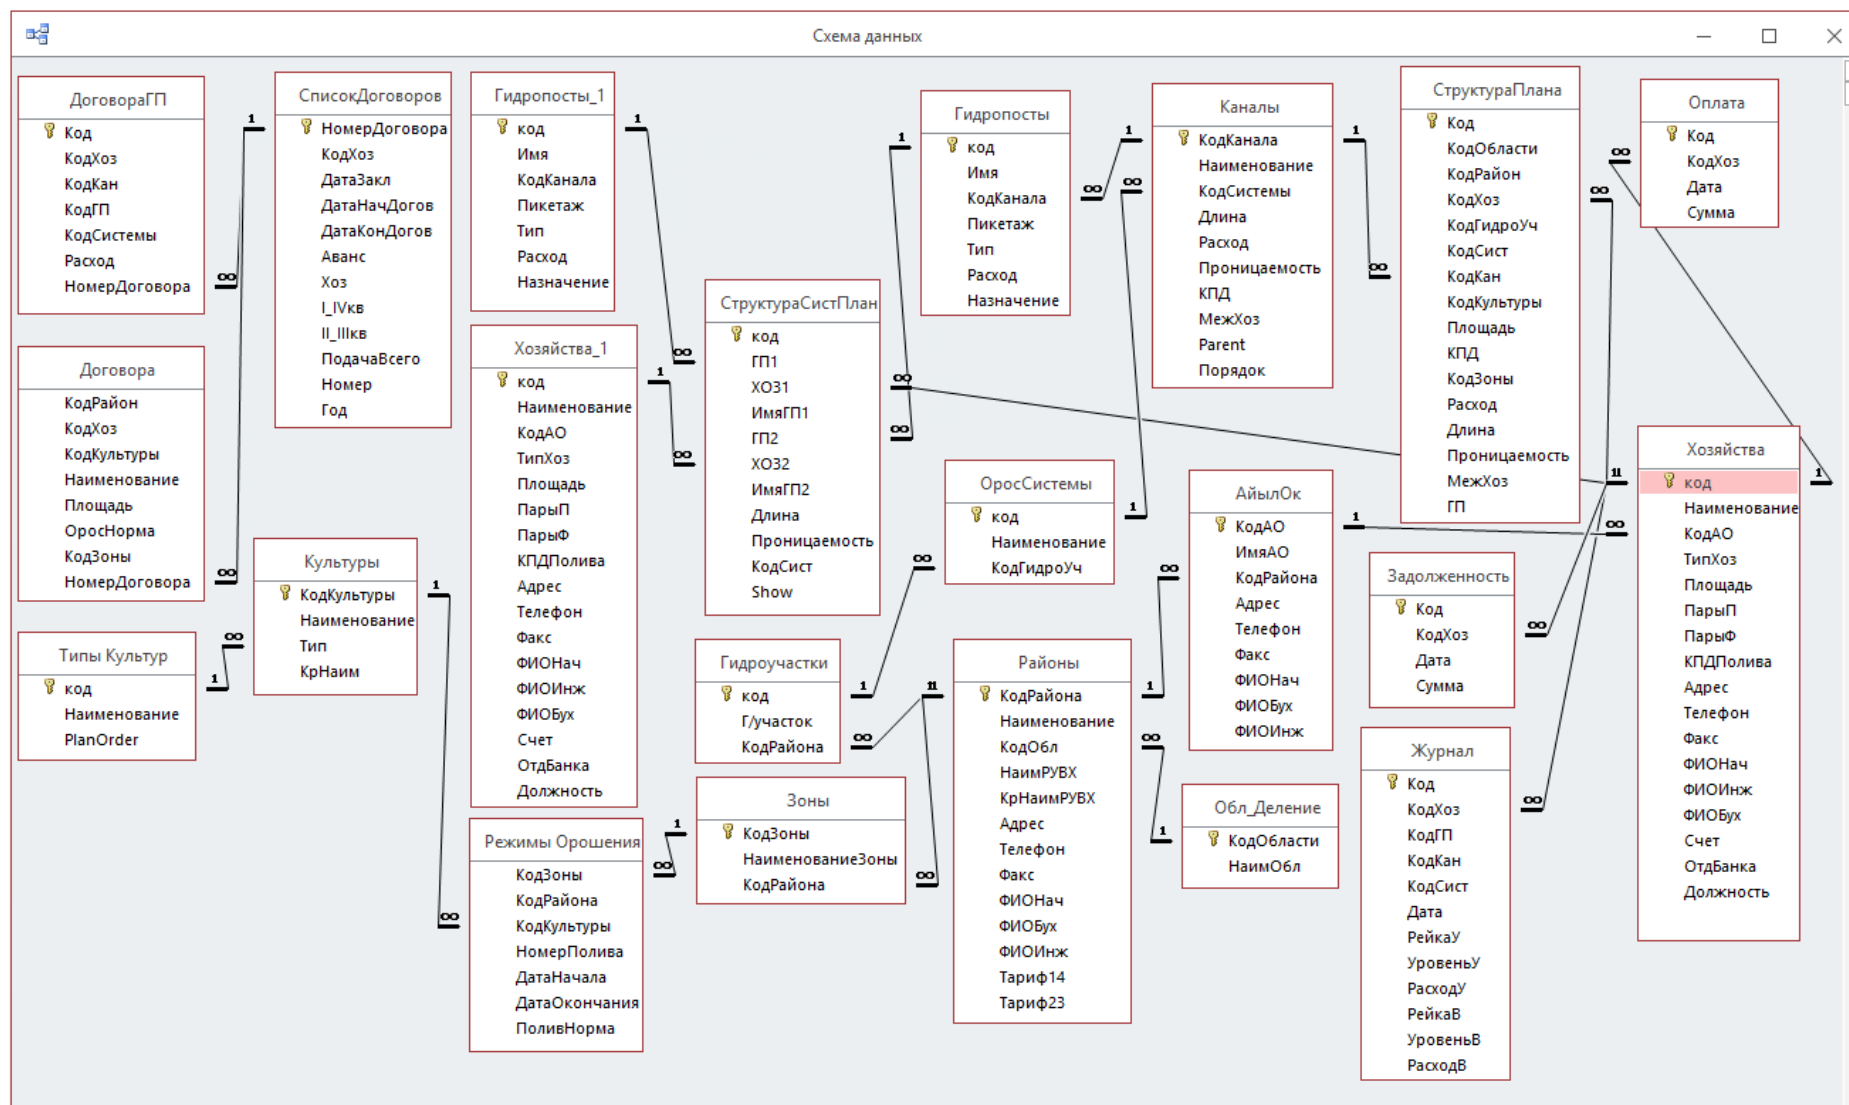 Схема данных
ДоговораГП
Код
КодХоз
КодКан
КодГП
КодСистемы
Расход
НомерДоговора
Договора
КодРайон
КодХоз
КодКультуры
Наименование
Площадь
ОросНорма
КодЗоны
НомерДоговора
Типы Культур
код
Наименование
PlanOrder
СписокДоговоров
НомерДоговора
КодХоз
ДатаЗакл
ДатаНачДогов
ДатаКонДогов
Аванс
Хоз
I_IVкв
II_IIIкв
ПодачаВсего
Номер
Год
Культуры
КодКультуры
Наименование
Тип
КрНаим
Гидропосты_1
код
Имя
КодКанала
Пикетаж
Тип
Расход
Назначение
Хозяйства_1
код
Наименование
КодАО
ТипХоз
Площадь
ПарыП
ПарыФ
КПДПолива
Адрес
Телефон
Факс
ФИОНач
ФИОИнж
ФИОБух
Счет
ОтдБанка
Должность
Режимы Орошения
КодЗоны
КодРайона
КодКультуры
НомерПолива
ДатаНачала
ДатаОкончания
ПоливНорма
СтруктураСистПлан
код
ГП1
ХОЗ1
ИмяГП1
ГП2
ХОЗ2
ИмяГП2
Длина
Проницаемость
КодСист
Show
Гидроучастки
код
Г/участок
КодРайона
Зоны
КодЗоны
НаименованиеЗоны
КодРайона
Гидропосты
код
Имя
КодКанала
Пикетаж
Тип
Расход
Назначение
ОросСистемы
код
Наименование
КодГидроУч
Районы
КодРайона
Наименование
КодОбл
НаимРУВХ
КрНаимРУВХ
Адрес
Телефон
Факс
ФИОНач
ФИОБух
ФИОИнж
Тариф14
Тариф23
Каналы
КодКанала
Наименование
КодСистемы
Длина
Расход
Проницаемость
КПД
МежХоз
Parent
Порядок
АйылОк
КодАО
ИмяАО
КодРайона
Адрес
Телефон
Факс
ФИОНач
ФИОБух
ФИОИнж
Обл_Деление
КодОбласти
НаимОбл
СтруктураПлана
Код
КодОбласти
КодРайон
КодХоз
КодГидроУч
КодСист
КодКан
КодКультуры
Площадь
КПД
КодЗоны
Расход
Длина
Проницаемость
МежХоз
ГП
Задолженность
Код
КодХоз
Дата
Сумма
Журнал
Код
КодХоз
КодГП
КодКан
КодСист
Дата
РейкаУ
УровеньУ
РасходУ
РейкаВ
УровеньВ
РасходВ
Оплата
Код
КодХоз
Дата
Сумма
Хозяйства
код
Наименование
КодАО
ТипХоз
Площадь
ПарыП
ПарыФ
КПДПолива
Адрес
Телефон
Факс
ФИОНач
ФИОИнж
ФИОБух
Счет
ОтдБанка
Должность